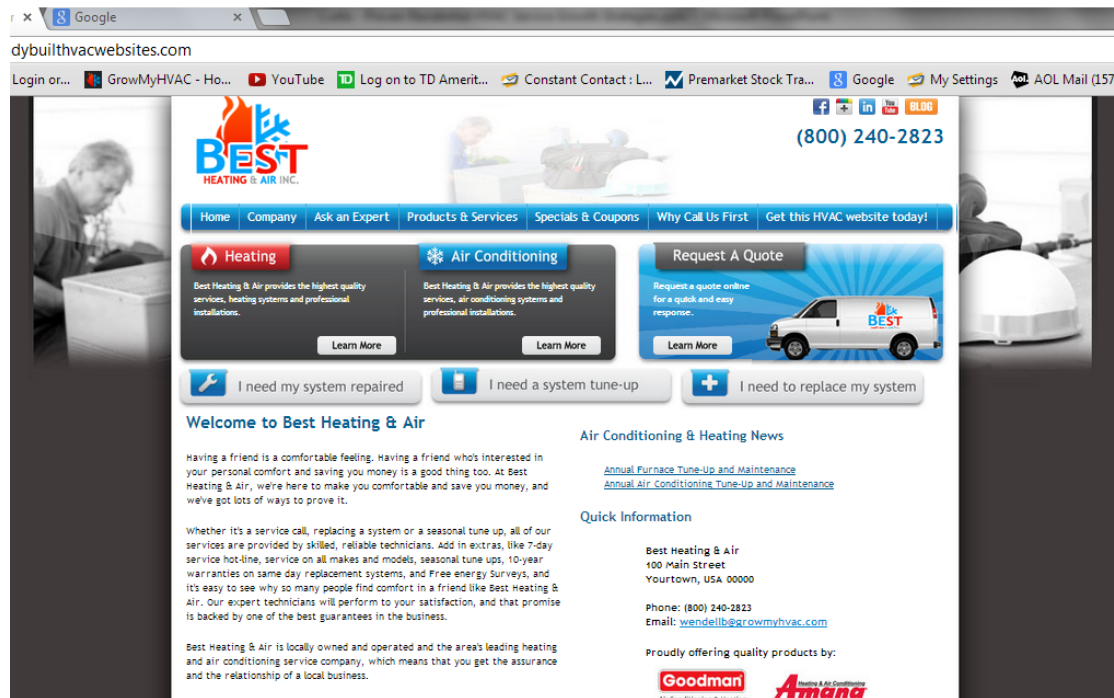 Google
dybuilthvacwebsites.com
Login or... GrowMyHVAC - Ho... YouTube Log on to TD Amerit... Constant Contact : L... Premarket Stock Tra... Google My Settings AOL Mail (157
BLOG
(800) 240-2823
BEST
HEATING & AIR INC.
Home Company Ask an Expert Products & Services Specials & Coupons Why Call Us First Get this HVAC website today!
Heating
Best Heating & Air provides the highest quality
services, heating systems and professional
installations.
Learn More
Air Conditioning
Best Heating & Air provides the highest quality
services, air conditioning systems and
professional installations.
Learn More
Request A Quote
Request a quote online
for a quick and easy
response.
Learn More
BEST
I need my system repaired
I need a system tune-up
I need to replace my system
Welcome to Best Heating & Air
Having a friend is a comfortable feeling. Having a friend who's interested in
your personal comfort and saving you money is a good thing too. At Best
Heating & Air, we're here to make you comfortable and save you money, and
we've got lots of ways to prove it.
Whether it's a service call, replacing a system or a seasonal tune up, all of our
services are provided by skilled, reliable technicians. Add in extras, like 7-day
service hot-line, service on all makes and models, seasonal tune ups, 10-year
warranties on same day replacement systems, and Free energy Surveys, and
it's easy to see why so many people find comfort in a friend like Best Heating &
Air. Our expert technicians will perform to your satisfaction, and that promise
is backed by one of the best guarantees in the business.
Best Heating & Air is locally owned and operated and the area's leading heating
and air conditioning service company, which means that you get the assurance
and the relationship of a local business.
Air Conditioning & Heating News
Annual Furnace Tune-Up and Maintenance
Annual Air Conditioning Tune-Up and Maintenance
Quick Information
Best Heating & Air
100 Main Street
Yourtown, USA 00000
Phone: (800) 240-2823
Email: wendellb@growmyhvac.com
Proudly offering quality products by:
Goodman
Heating & Air Conditioning
Amana